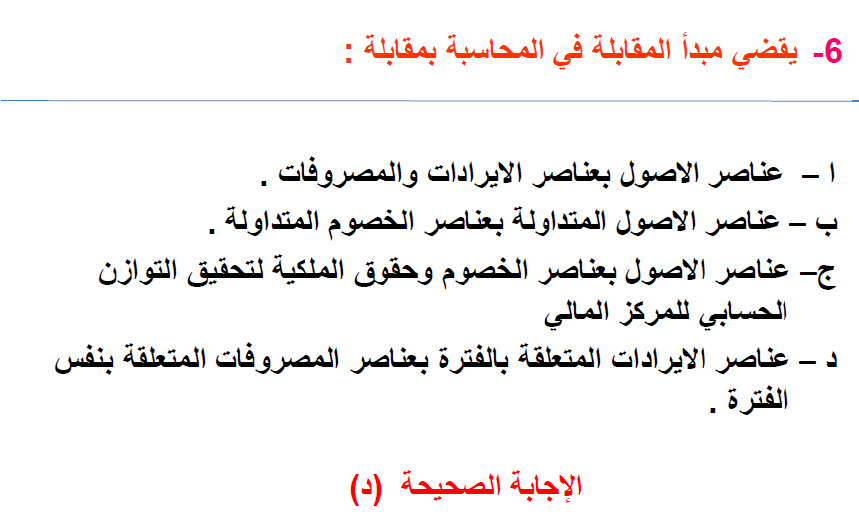 6- يقضي مبدأ المقابلة في المحاسبة بمقابلة :
ا – عناصر الاصول بعناصر الايرادات والمصروفات .
ب – عناصر الاصول المتداولة بعناصر الخصوم المتداولة .
ج– عناصر الاصول بعناصر الخصوم وحقوق الملكية لتحقيق التوازن
الحسابي للمركز المالي
د – عناصر الايرادات المتعلقة بالفترة بعناصر المصروفات المتعلقة بنفس
الفترة .
الإجابة الصحيحة (د)